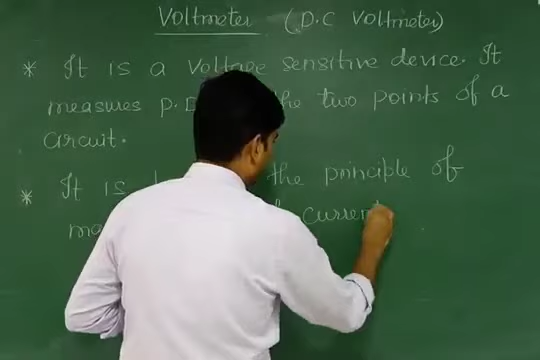 Voltmeter (D.C Voltmeter)
* It is a Voltage sensitive device. It
measures P.D the two points of a
circuit.
* It is the principle of
curren